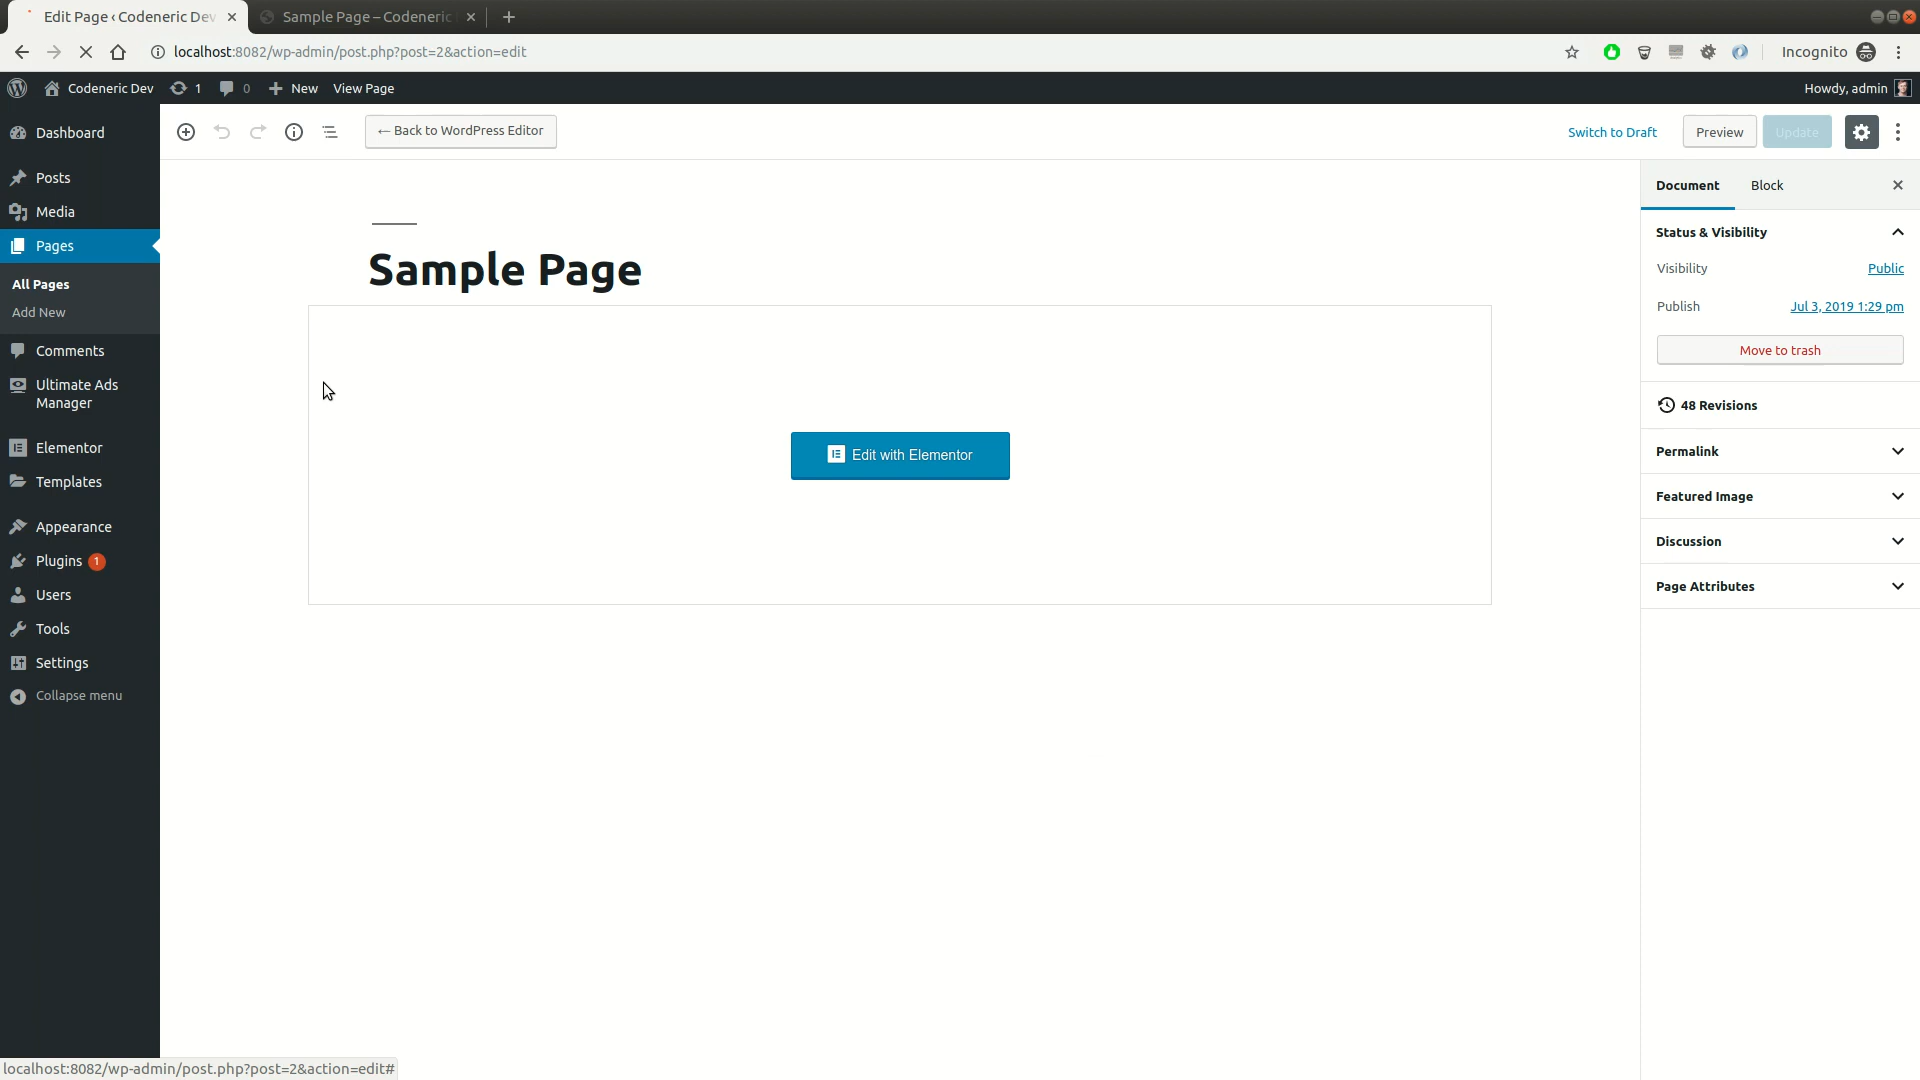 Edit Page ‹ Codeneric Dev
Sample Page – Codeneric
localhost:8082/wp-admin/post.php?post=2&action=edit
Incognito
Codeneric Dev
1
0
New
View Page
Howdy, admin
Dashboard
Posts
Media
Pages
All Pages
Add New
Comments
Ultimate Ads
Manager
Elementor
Templates
Appearance
Plugins 1
Users
Tools
Settings
Collapse menu
← Back to WordPress Editor
Switch to Draft
Preview
Update
Sample Page
Edit with Elementor
Document
Block
Status & Visibility
Visibility
Public
Publish
Jul 3, 2019 1:29 pm
Move to trash
48 Revisions
Permalink
Featured Image
Discussion
Page Attributes
localhost:8082/wp-admin/post.php?post=2&action=edit#